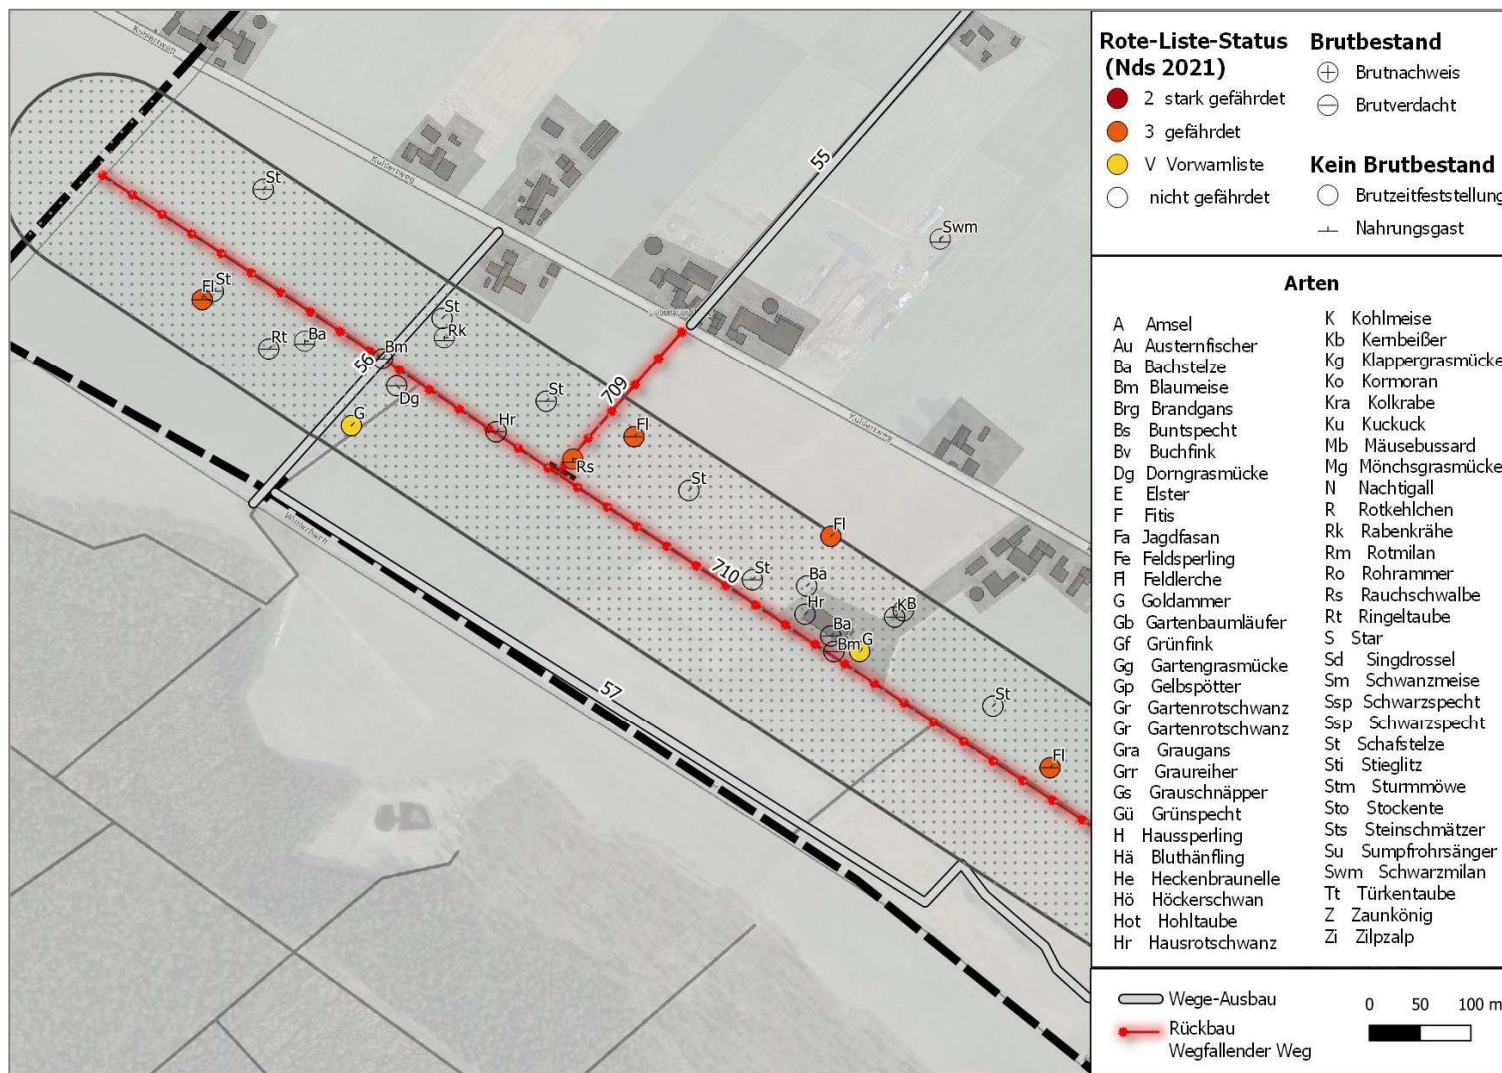 Kuhlertweg
Kuhlertweg
55
St
Swm
Fl
St
St
Rk
Rt
Ba
Bm
56
Dg
St
709
G
Hr
Fl
Rs
St
Fl
710
St
Ba
Hr
K
B
Ba
Bm
G
Kuhlertweg
57
St
Fl
Rote-Liste-Status
(Nds 2021)
2 stark gefährdet
3 gefährdet
V Vorwarnliste
nicht gefährdet
Brutbestand
Brutnachweis
Brutverdacht
Kein Brutbestand
Brutzeitfeststellung
Nahrungsgast
Arten
A Amsel
Au Austernfischer
Ba Bachstelze
Bm Blaumeise
Brg Brandgans
Bs Buntspecht
Bv Buchfink
Dg Dorngrasmücke
E Elster
F Fitis
Fa Jagdfasan
Fe Feldsperling
Fl Feldlerche
G Goldammer
Gb Gartenbaumläufer
Gf Grünfink
Gg Gartengrasmücke
Gp Gelbspötter
Gr Gartenrotschwanz
Gr Gartenrotschwanz
Gra Graugans
Grr Graureiher
Gs Grauschnäpper
Gü Grünspecht
H Haussperling
Hä Bluthänfling
He Heckenbraunelle
Hö Höckerschwan
Hot Hohltaube
Hr Hausrotschwanz
K Kohlmeise
Kb Kernbeißer
Kg Klappergrasmücke
Ko Kormoran
Kra Kolkrabe
Ku Kuckuck
Mb Mäusebussard
Mg Mönchsgrasmücke
N Nachtigall
R Rotkehlchen
Rk Rabenkrähe
Rm Rotmilan
Ro Rohrammer
Rs Rauchschwalbe
Rt Ringeltaube
S Star
Sd Singdrossel
Sm Schwanzmeise
Ssp Schwarzspecht
Ssp Schwarzspecht
St Schafstelze
Sti Stieglitz
Stm Sturmmöwe
Sto Stockente
Sts Steinschmätzer
Su Sumpfrohrsänger
Swm Schwarzmilan
Tt Türkentaube
Z Zaunkönig
Zi Zilpzalp
Wege-Ausbau
Rückbau
Wegfallender Weg
0 50 100 m